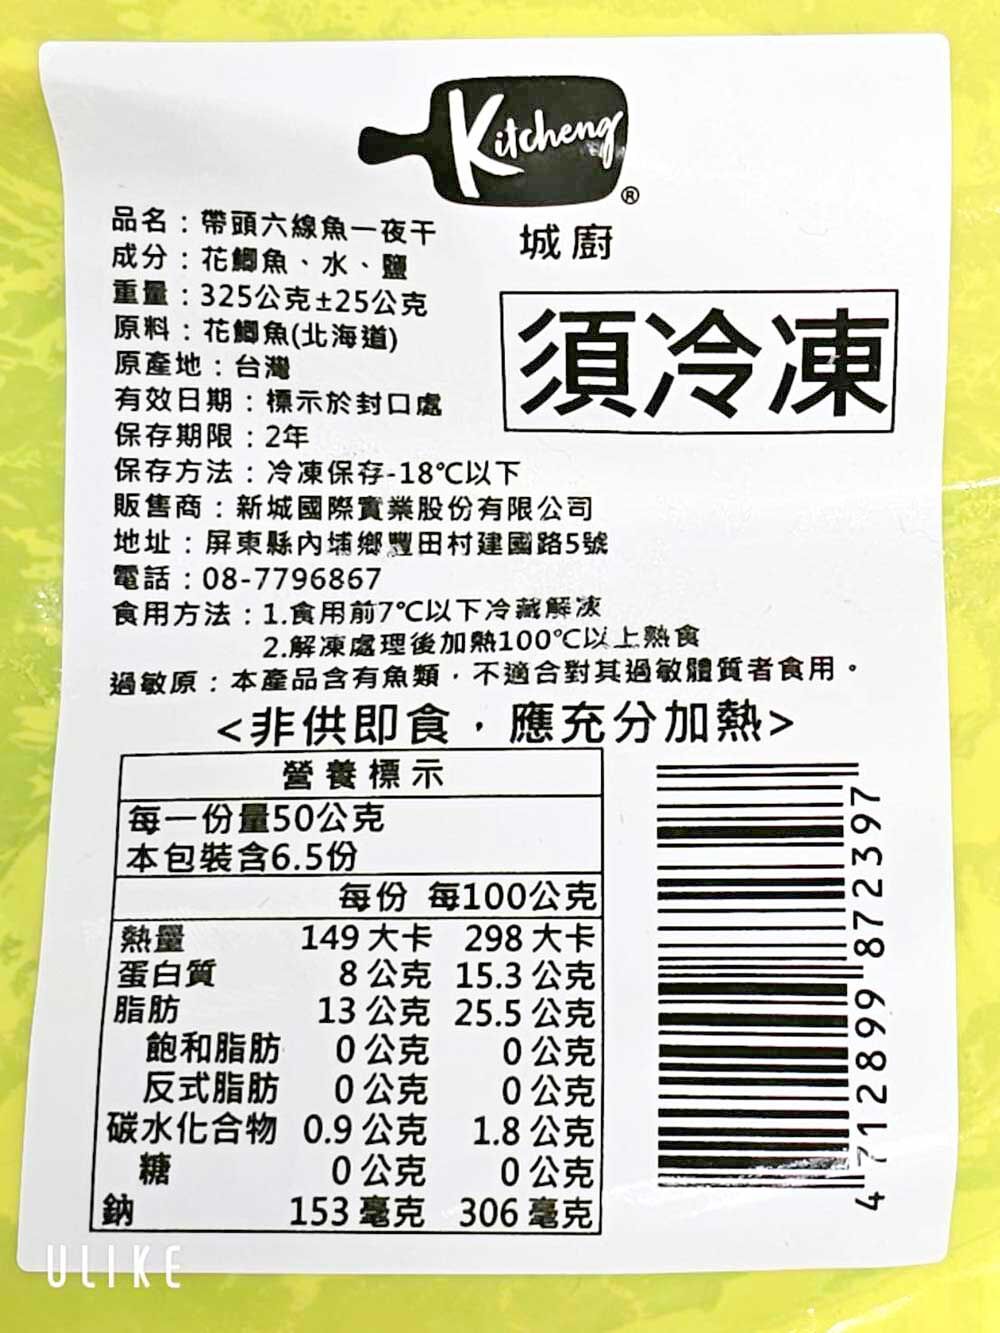 Kitcheng
®
城廚
品名：帶頭六線魚一夜干
成分：花鯽魚、水、鹽
重量：325公克±25公克
原料：花鯽魚(北海道)
原產地：台灣
有效日期：標示於封口處
保存期限：2年
保存方法：冷凍保存-18℃以下
販售商：新城國際實業股份有限公司
地址：屏東縣內埔鄉豐田村建國路5號
電話：08-7796867
食用方法：1.食用前7℃以下冷藏解凍
2.解凍處理後加熱100℃以上熟食
過敏原：本產品含有魚類，不適合對其過敏體質者食用。
須冷凍
<非供即食，應充分加熱>
營養標示
每一份量50公克
本包裝含6.5份
每份 每100公克
熱量 149 大卡 298 大卡
蛋白質 8 公克 15.3 公克
脂肪 13 公克 25.5 公克
飽和脂肪 0 公克 0 公克
反式脂肪 0 公克 0 公克
碳水化合物 0.9 公克 1.8 公克
糖 0 公克 0 公克
鈉 153 毫克 306 毫克
4 712899 872397
ULIKE